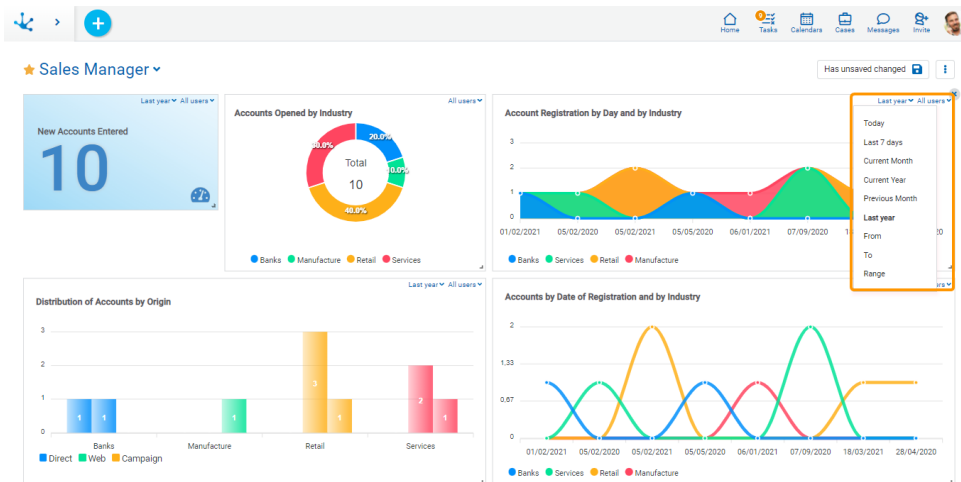 6
Home
Tasks
Calendars
Cases
Messages
Invite
Sales Manager
Has unsaved changed
Last year All users
New Accounts Entered
10
All users
Accounts Opened by Industry
20.0%
10.0%
40.0%
30.0%
Total
10
Banks Manufacture Retail Services
Last year All users
Account Registration by Day and by Industry
3
2
1
0
01/02/2021 05/02/2020 05/02/2021 05/05/2020 06/01/2021 07/09/2020
Banks Services Retail Manufacture
Today
Last 7 days
Current Month
Current Year
Previous Month
Last year
From
To
Range
Last year All users
Distribution of Accounts by Origin
3
2
1
0
1
1
1
3
1
2
1
Banks Manufacture Retail Services
Direct Web Campaign
Accounts by Date of Registration and by Industry
2
1,33
0,67
0
01/02/2021 05/02/2020 05/02/2021 05/05/2020 06/01/2021 07/09/2020 18/03/2021 28/04/2020
Banks Services Retail Manufacture